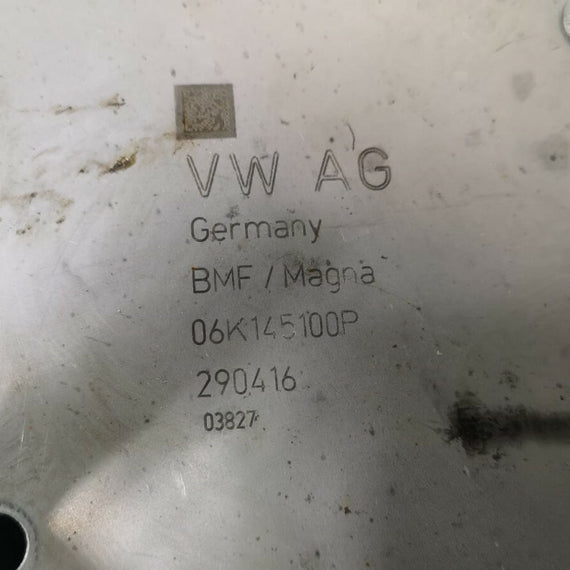 VW AG
Germany
BMF / Magna
06K145100P
290416
03827